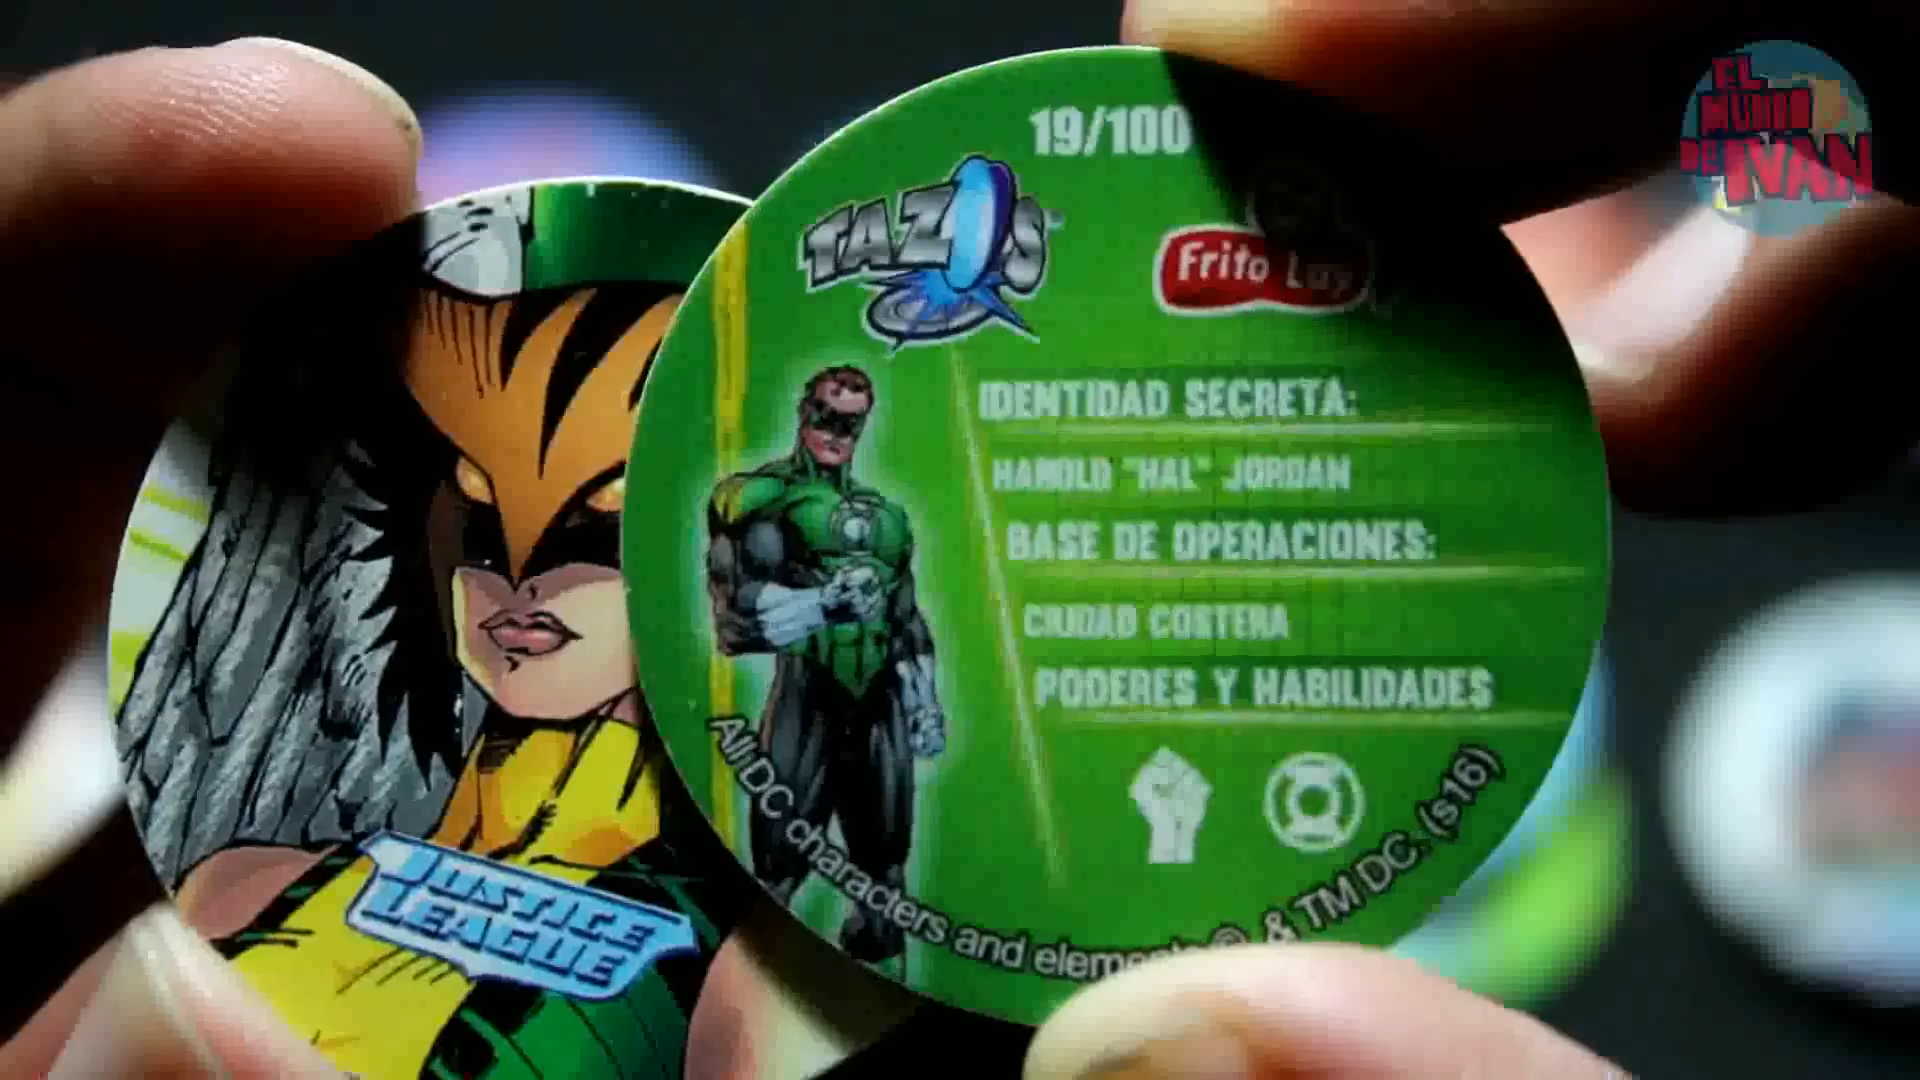 EL
MUNDO
DE IVAN
19/100
TAZOS
Frito Lay
IDENTIDAD SECRETA:
HAROLD "HAL" JORDAN
BASE DE OPERACIONES:
CIUDAD COSTERA
PODERES Y HABILIDADES
All DC characters and elements © & TM DC. (s16)
JUSTICE
LEAGUE